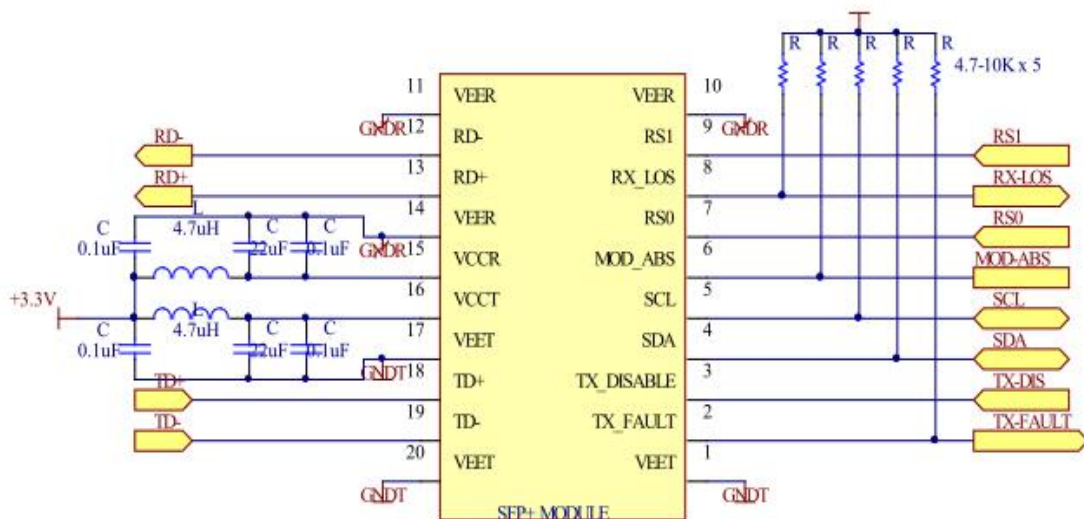 R R R R R
4.7-10K x 5
11 VEER VEER 10
GNDR GNDR
12 RD- RS1 9
RD- RS1
13 RD+ RX_LOS 8
RD+ RX-LOS
L
14 VEER RS0 7
C 4.7uH C C RS0
0.1uF 22uF 0.1uF GNDR
15 VCCR MOD_ABS 6
MOD-ABS
16 VCCT SCL 5
+3.3V L SCL
C 4.7uH C C
17 VEET SDA 4
0.1uF 22uF 0.1uF SDA
GNDT
18 TD+ TX_DISABLE 3
TD+ TX-DIS
19 TD- TX_FAULT 2
TD- TX-FAULT
20 VEET VEET 1
GNDT GNDT
SFP+ MODULE